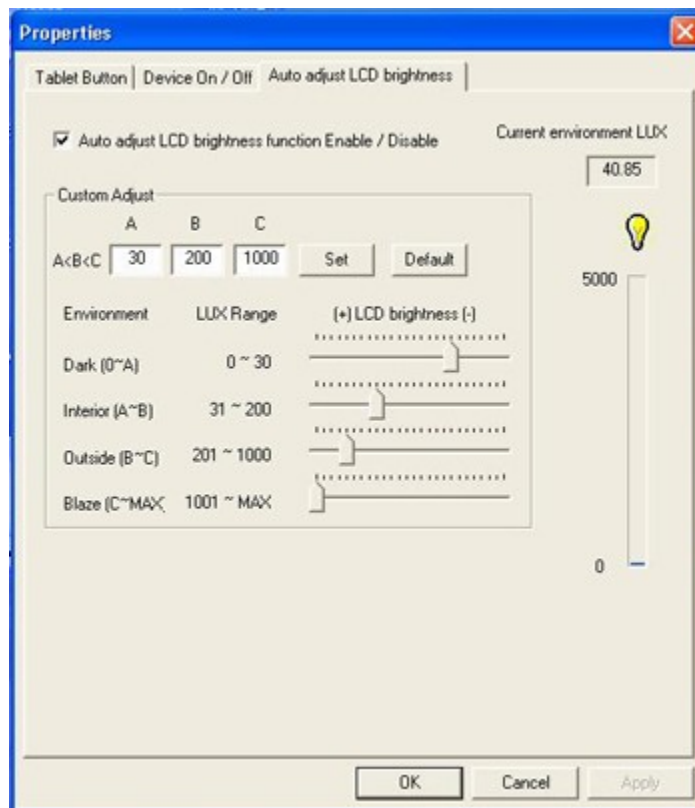 Properties
Tablet Button
Device On / Off
Auto adjust LCD brightness
Auto adjust LCD brightness function Enable / Disable
Current environment LUX
40.85
Custom Adjust
A B C
A<B<C 30 200 1000 Set Default
5000
Environment LUX Range (+) LCD brightness (-)
Dark (0~A) 0 ~ 30
Interior (A~B) 31 ~ 200
Outside (B~C) 201 ~ 1000
Blaze (C~MAX) 1001 ~ MAX
0
OK Cancel Apply